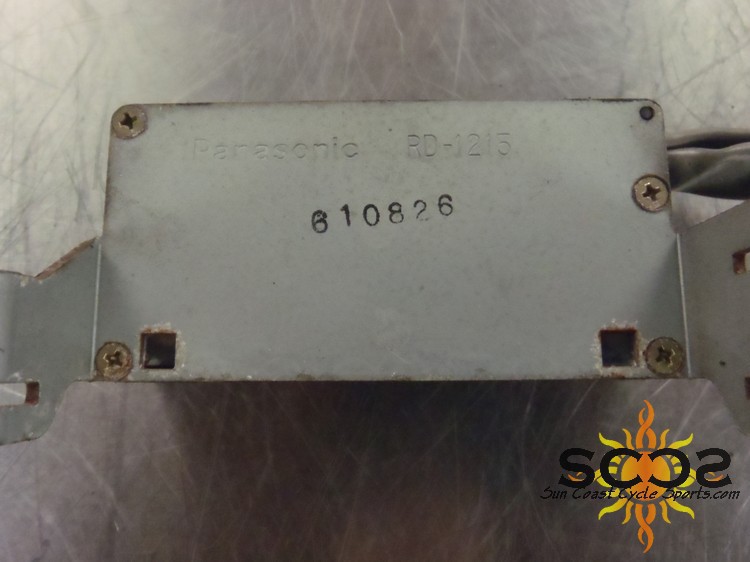 Panasonic RD-1215
610826
SCCS
Sun Coast Cycle Sports.com